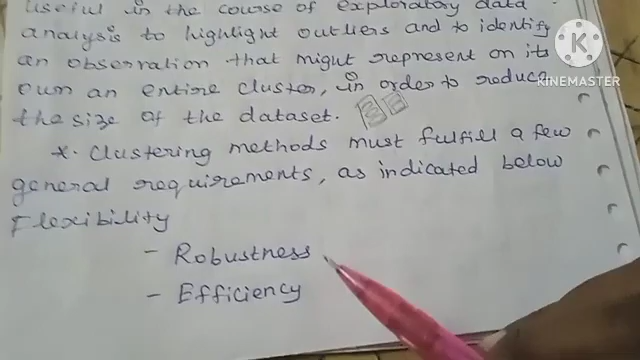 useful in the course of exploratory data
analysis to highlight outliers and to identify
an obseration that might represent on its
own an entire cluster, in order to reduce
the size of the dataset.
* Clustering methods must fulfill a few
general requirements, as indicated below
Flexibility
- Robustness
- Efficiency
KINEMASTER